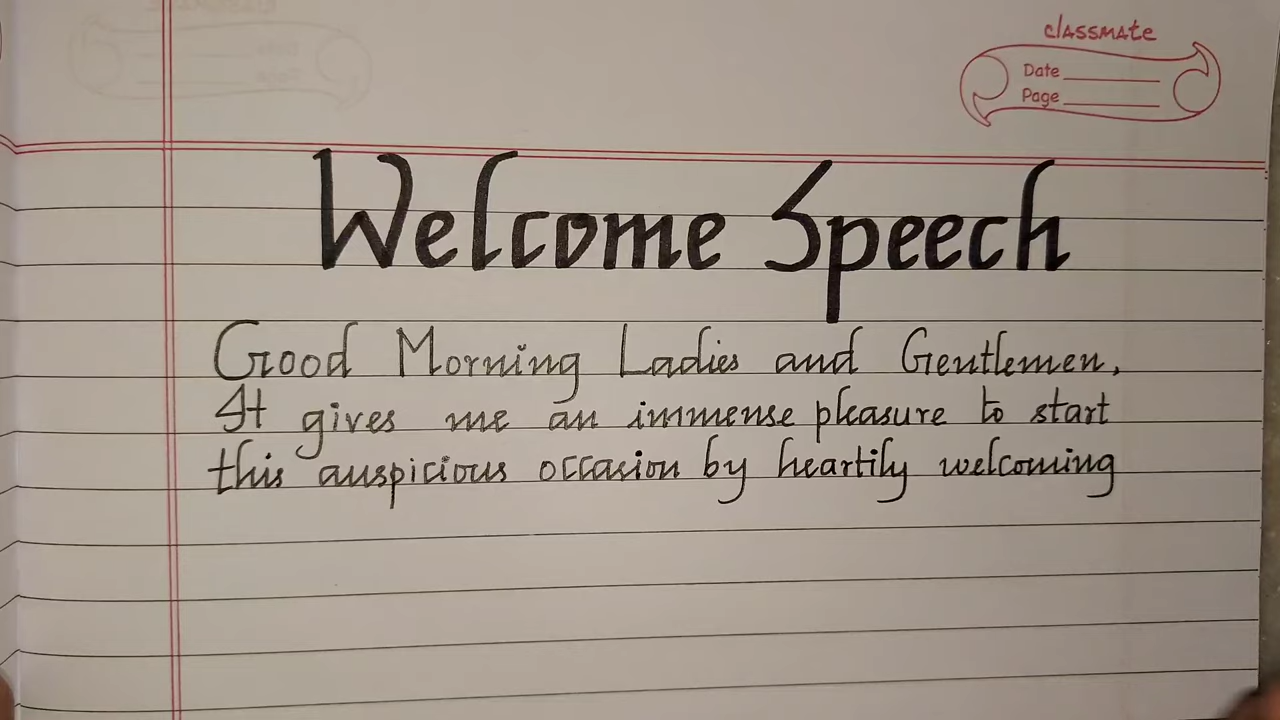 classmate
Date
Page
Welcome Speech
Good Morning Ladies and Gentlemen,
It gives me an immense pleasure to start
this auspicious occasion by heartily welcoming